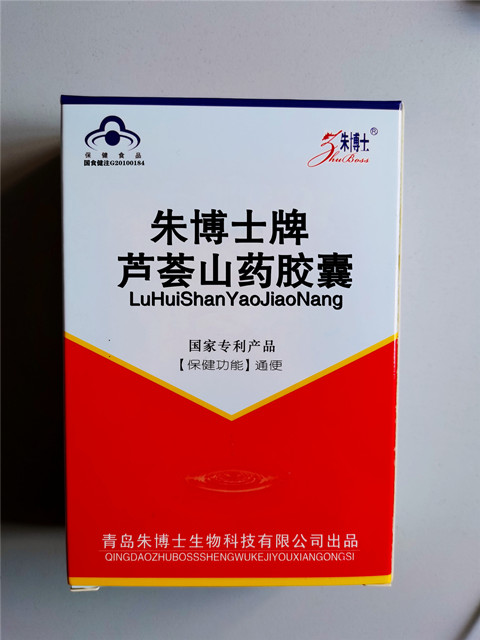 保健食品
国食健注G20100184
朱博士®
ZhuBoss
朱博士牌
芦荟山药胶囊
LuHuiShanYaoJiaoNang
国家专利产品
【保健功能】通便
青岛朱博士生物科技有限公司出品
QINGDAOZHUBOSSSHENGWUKEJIYOUXIANGONGSI